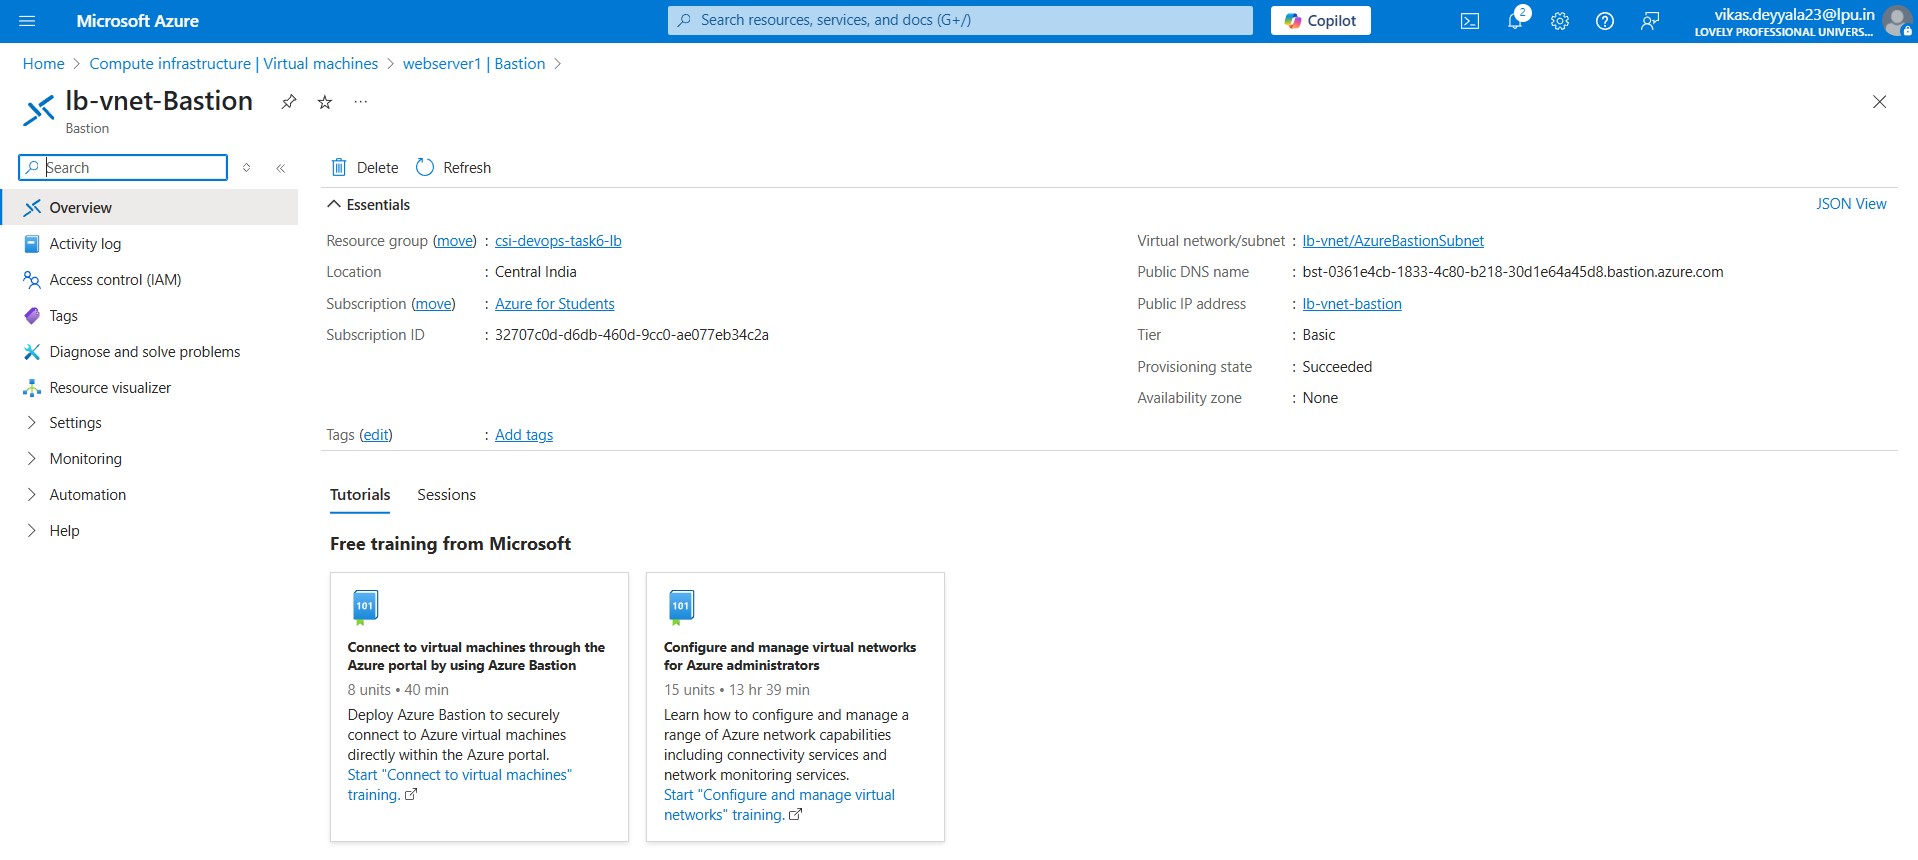 Microsoft Azure
Search resources, services, and docs (G+/)
Copilot
2
vikas.deyyala23@lpu.in
LOVELY PROFESSIONAL UNIVERS...
Home > Compute infrastructure | Virtual machines > webserver1 | Bastion >
lb-vnet-Bastion
Bastion
Search
Delete
Refresh
Overview
Activity log
Access control (IAM)
Tags
Diagnose and solve problems
Resource visualizer
Settings
Monitoring
Automation
Help
Essentials
JSON View
Resource group (move) : csi-devops-task6-lb
Location : Central India
Subscription (move) : Azure for Students
Subscription ID : 32707c0d-d6db-460d-9cc0-ae077eb34c2a
Virtual network/subnet : lb-vnet/AzureBastionSubnet
Public DNS name : bst-0361e4cb-1833-4c80-b218-30d1e64a45d8.bastion.azure.com
Public IP address : lb-vnet-bastion
Tier : Basic
Provisioning state : Succeeded
Availability zone : None
Tags (edit) : Add tags
Tutorials
Sessions
Free training from Microsoft
101
Connect to virtual machines through the
Azure portal by using Azure Bastion
8 units • 40 min
Deploy Azure Bastion to securely
connect to Azure virtual machines
directly within the Azure portal.
Start "Connect to virtual machines"
training.
101
Configure and manage virtual networks
for Azure administrators
15 units • 13 hr 39 min
Learn how to configure and manage a
range of Azure network capabilities
including connectivity services and
network monitoring services.
Start "Configure and manage virtual
networks" training.